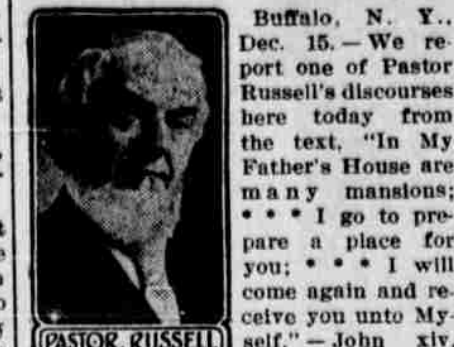 Buffalo, N. Y.,
Dec. 15. — We re-
port one of Pastor
Russell's discourses
here today from
the text, "In My
Father's House are
many mansions;
* * * I go to pre-
pare a place for
you; * * * I will
come again and re-
ceive you unto My-
self." — John xiv,
PASTOR RUSSELL